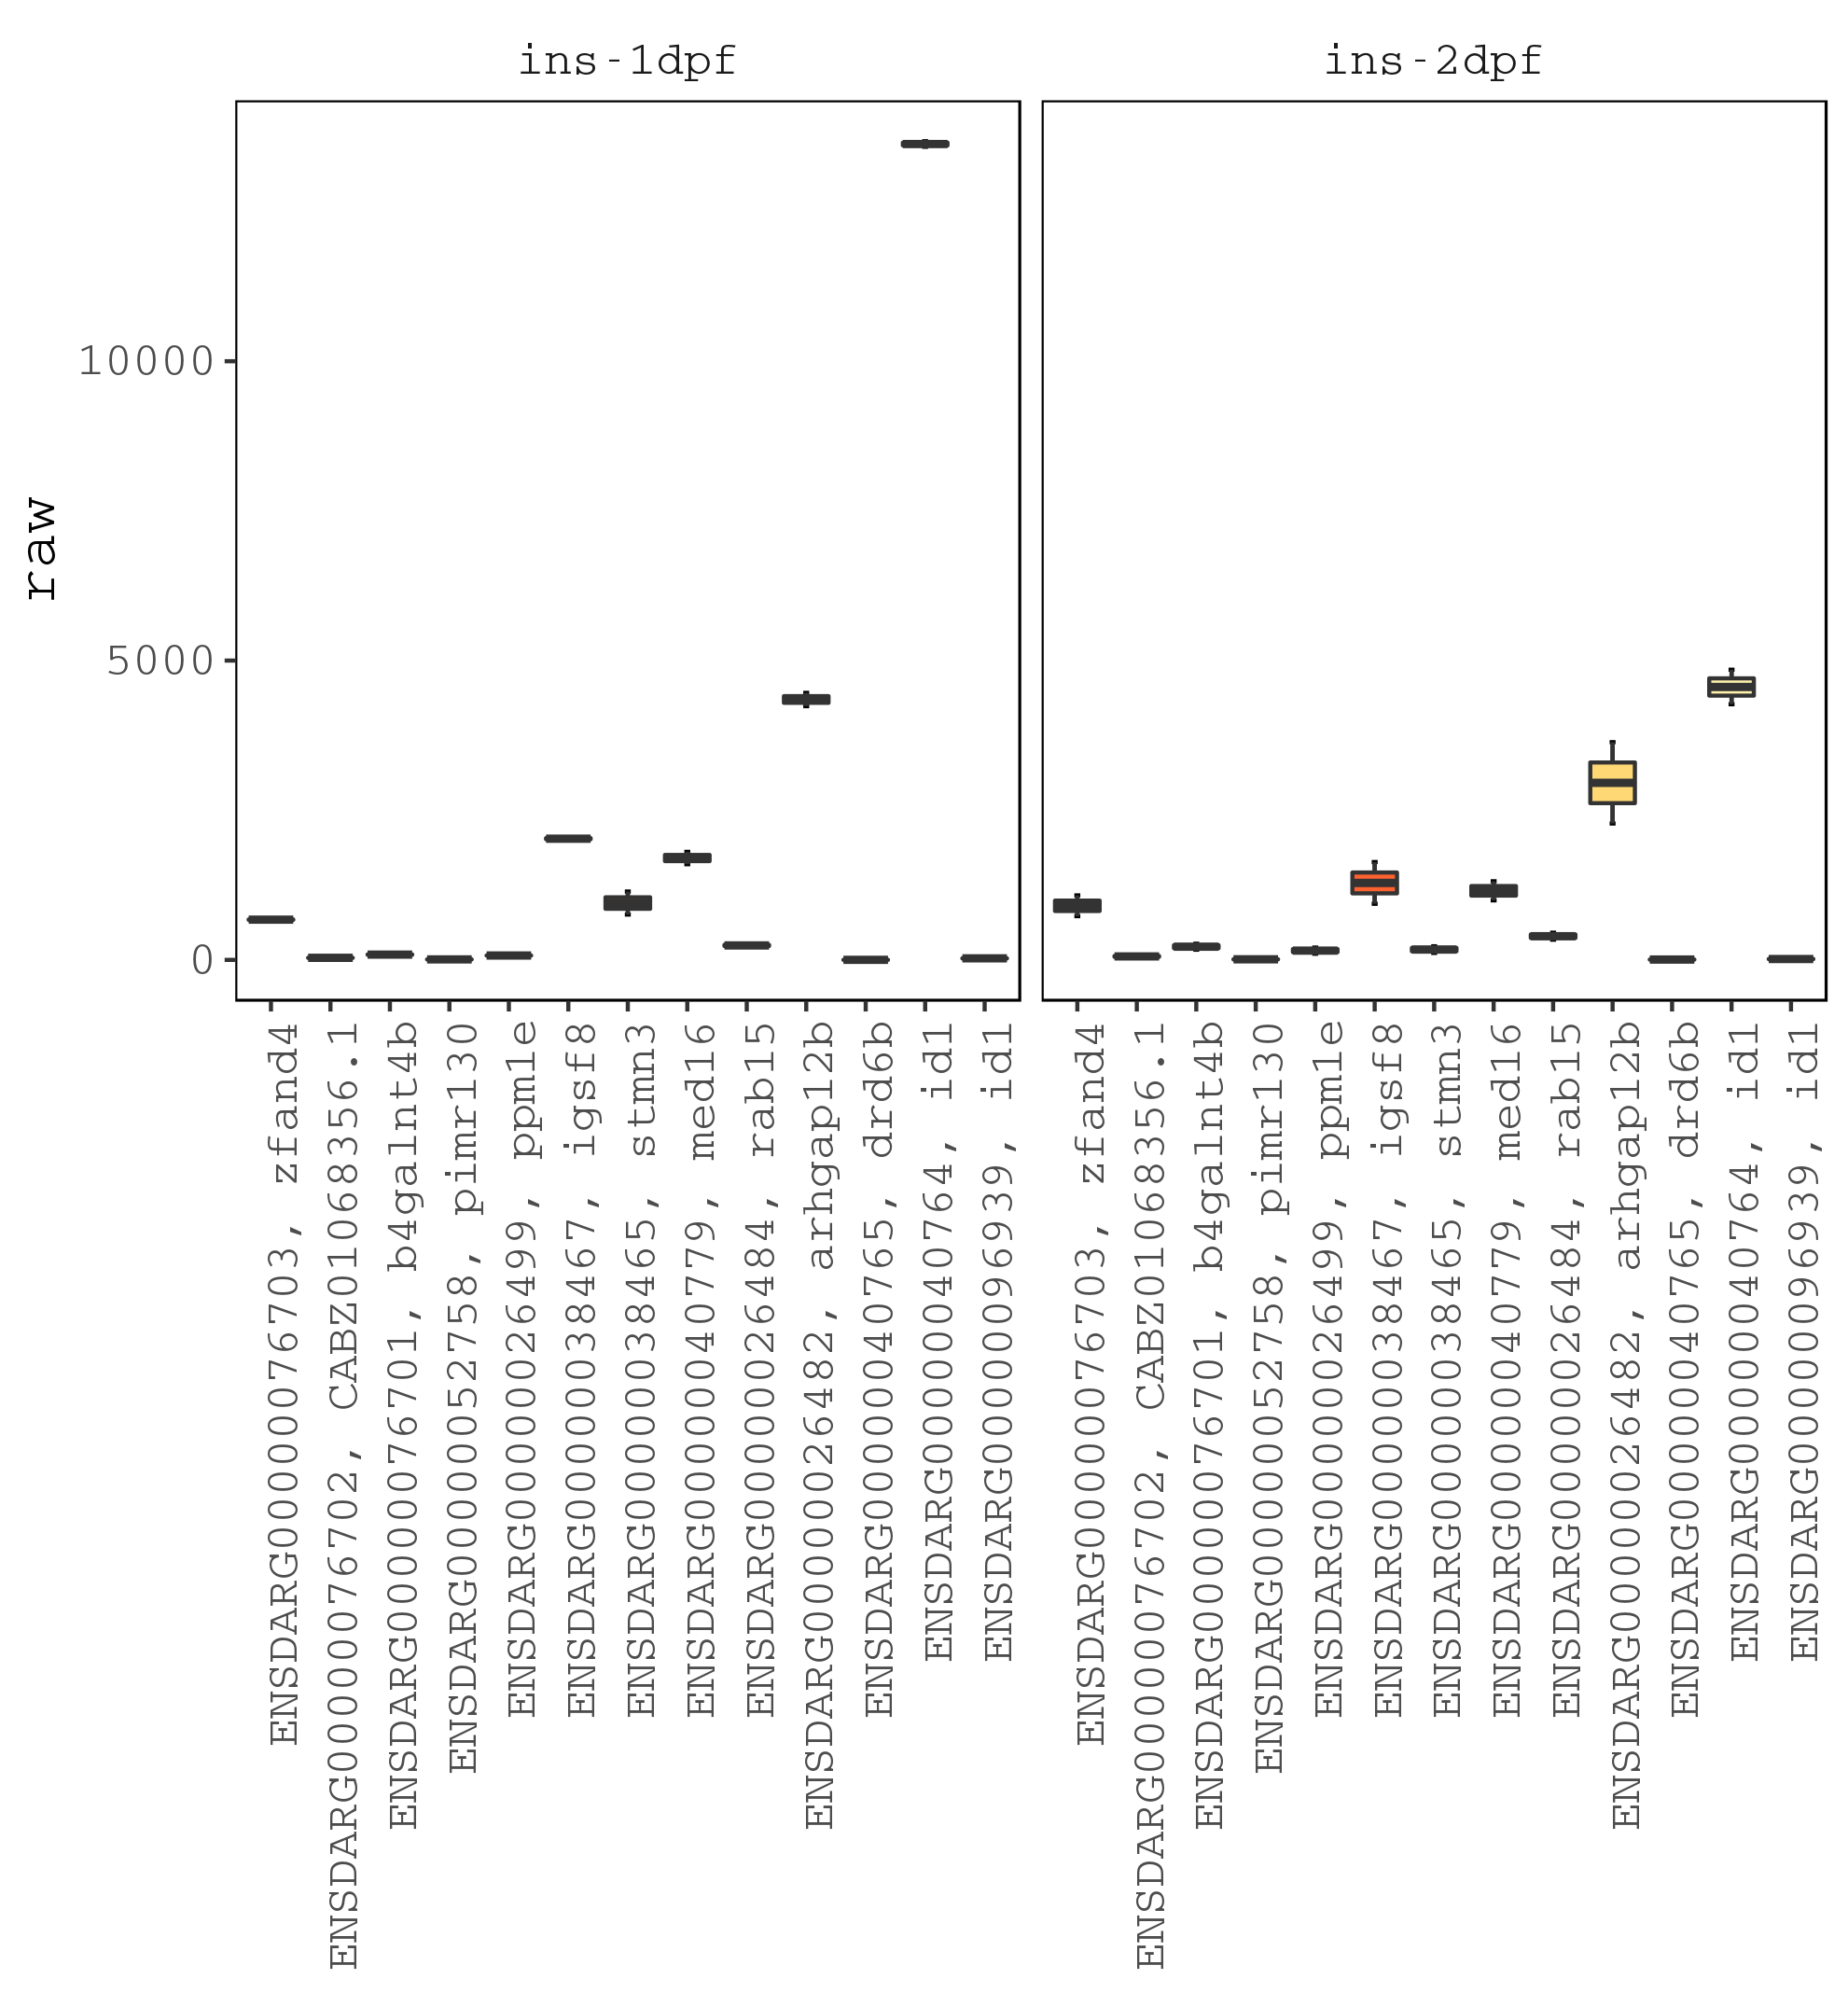 ins-1dpf
ins-2dpf
raw
10000
5000
0
ENSDARG00000076703, zfand4
ENSDARG00000076702, CABZ01068356.1
ENSDARG00000076701, b4galnt4b
ENSDARG00000052758, pimr130
ENSDARG00000026499, ppm1e
ENSDARG00000038467, igsf8
ENSDARG00000038465, stmn3
ENSDARG00000040779, med16
ENSDARG00000026484, rab15
ENSDARG00000026482, arhgap12b
ENSDARG00000040765, drd6b
ENSDARG00000040764, id1
ENSDARG00000096939, id1
ENSDARG00000076703, zfand4
ENSDARG00000076702, CABZ01068356.1
ENSDARG00000076701, b4galnt4b
ENSDARG00000052758, pimr130
ENSDARG00000026499, ppm1e
ENSDARG00000038467, igsf8
ENSDARG00000038465, stmn3
ENSDARG00000040779, med16
ENSDARG00000026484, rab15
ENSDARG00000026482, arhgap12b
ENSDARG00000040765, drd6b
ENSDARG00000040764, id1
ENSDARG00000096939, id1